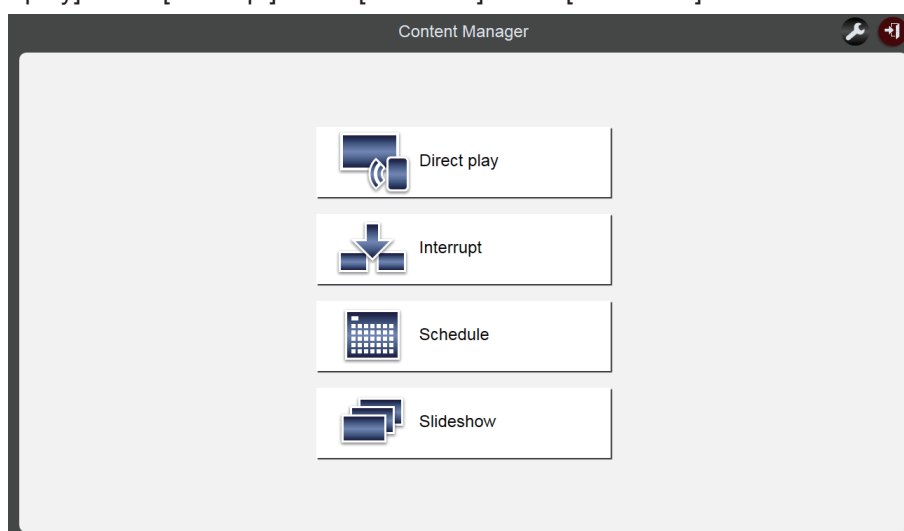 Content Manager
Direct play
Interrupt
Schedule
Slideshow